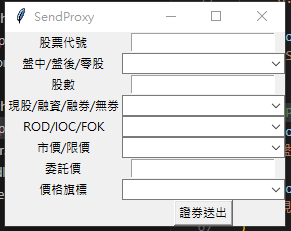 SendProxy
股票代號
盤中/盤後/零股
股數
現股/融資/融券/無券
ROD/IOC/FOK
市價/限價
委託價
價格旗標
證券送出